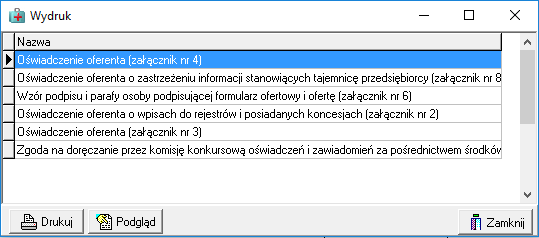 Wydruk
Nazwa
Oświadczenie oferenta (załącznik nr 4)
Oświadczenie oferenta o zastrzeżeniu informacji stanowiących tajemnicę przedsiębiorcy (załącznik nr 8
Wzór podpisu i parafy osoby podpisującej formularz ofertowy i ofertę (załącznik nr 6)
Oświadczenie oferenta o wpisach do rejestrów i posiadanych koncesjach (załącznik nr 2)
Oświadczenie oferenta (załącznik nr 3)
Zgoda na doręczanie przez komisję konkursową oświadczeń i zawiadomień za pośrednictwem środków
Drukuj Podgląd Zamknij